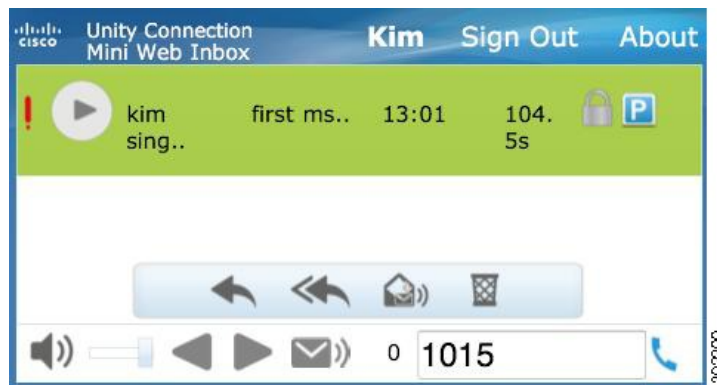 cisco Unity Connection Kim Sign Out About
Mini Web Inbox
! kim first ms.. 13:01 104. P
sing.. 5s
0 1015